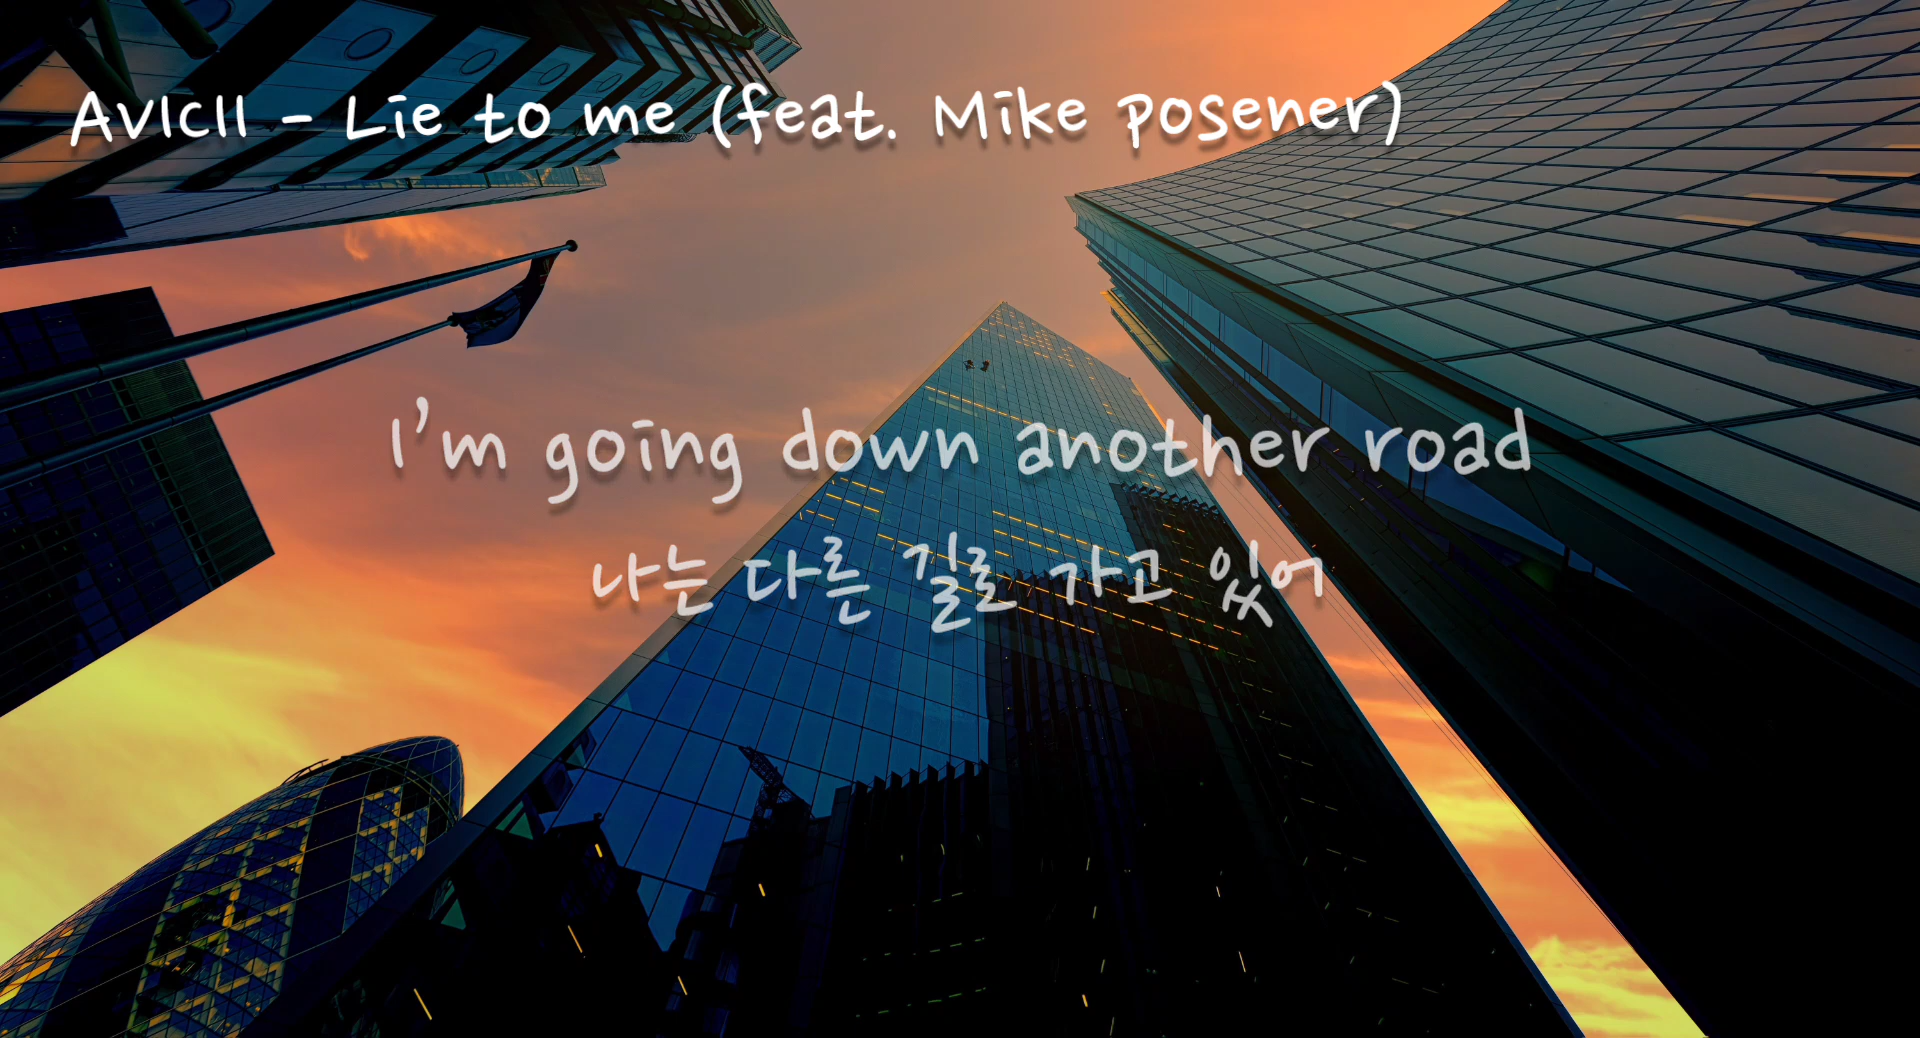 AVICII - Lie to me (feat. Mike Posener)
I'm going down another road
나는 다른 길로 가고 있어